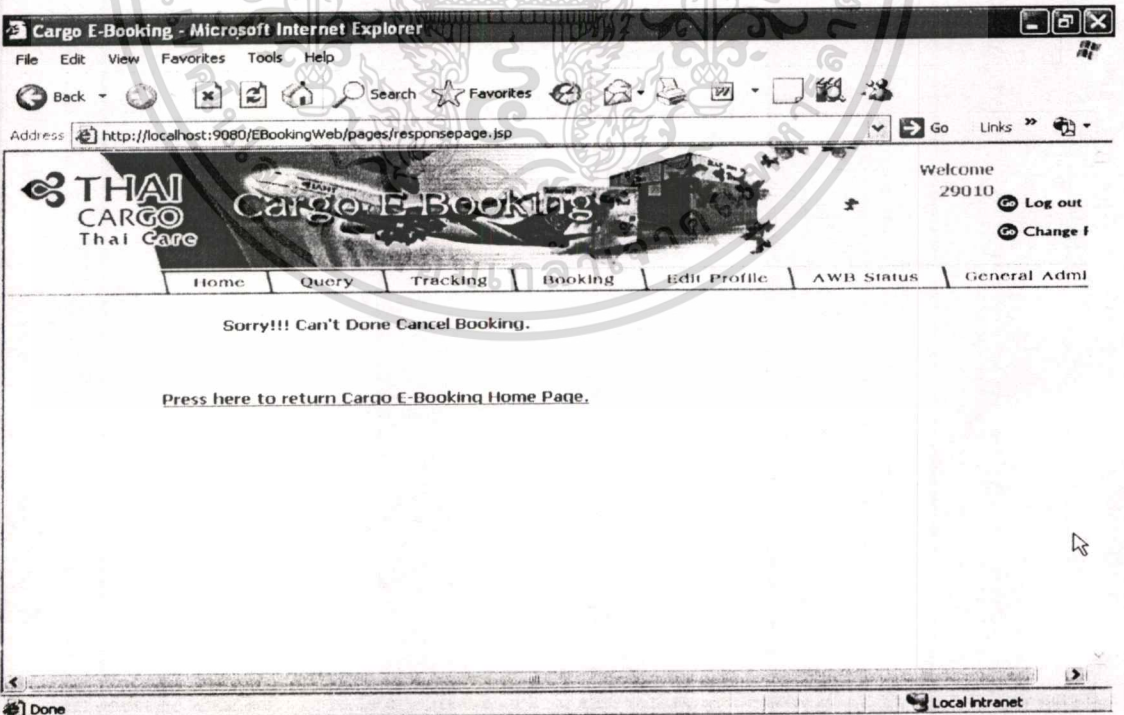 Cargo E-Booking - Microsoft Internet Explorer
File Edit View Favorites Tools Help
Back Search Favorites
Address http://localhost:9080/EBookingWeb/pages/responsepage.jsp Go Links »
THAI
CARGO
Thai Care
Cargo E-Booking
Welcome
29010
Go Log out
Go Change
Home Query Tracking Booking Edit Profile AWB Status General Admi
Sorry!!! Can't Done Cancel Booking.
Press here to return Cargo E-Booking Home Page.
Done Local intranet